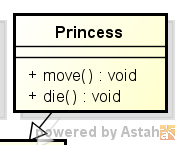 Princess
+ move() : void
+ die() : void
powered by Astah